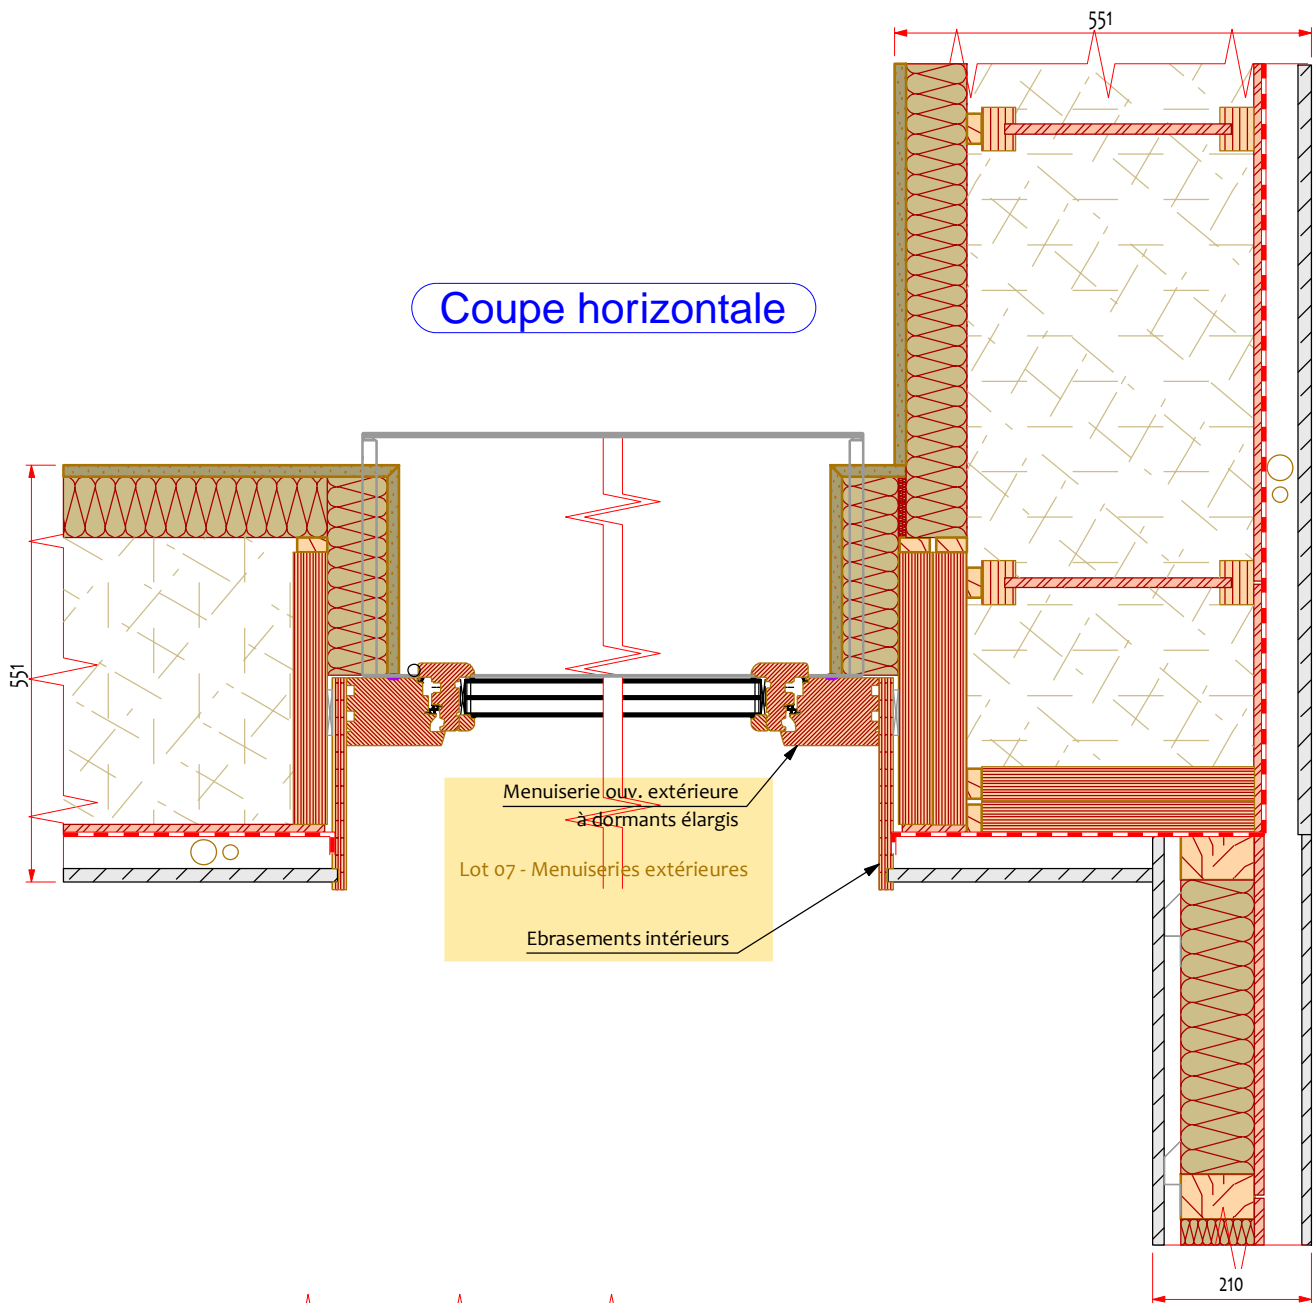 551
Coupe horizontale
551
Menuiserie ouv. extérieure
à dormants élargis
Lot 07 - Menuiseries extérieures
Ebrasements intérieurs
210